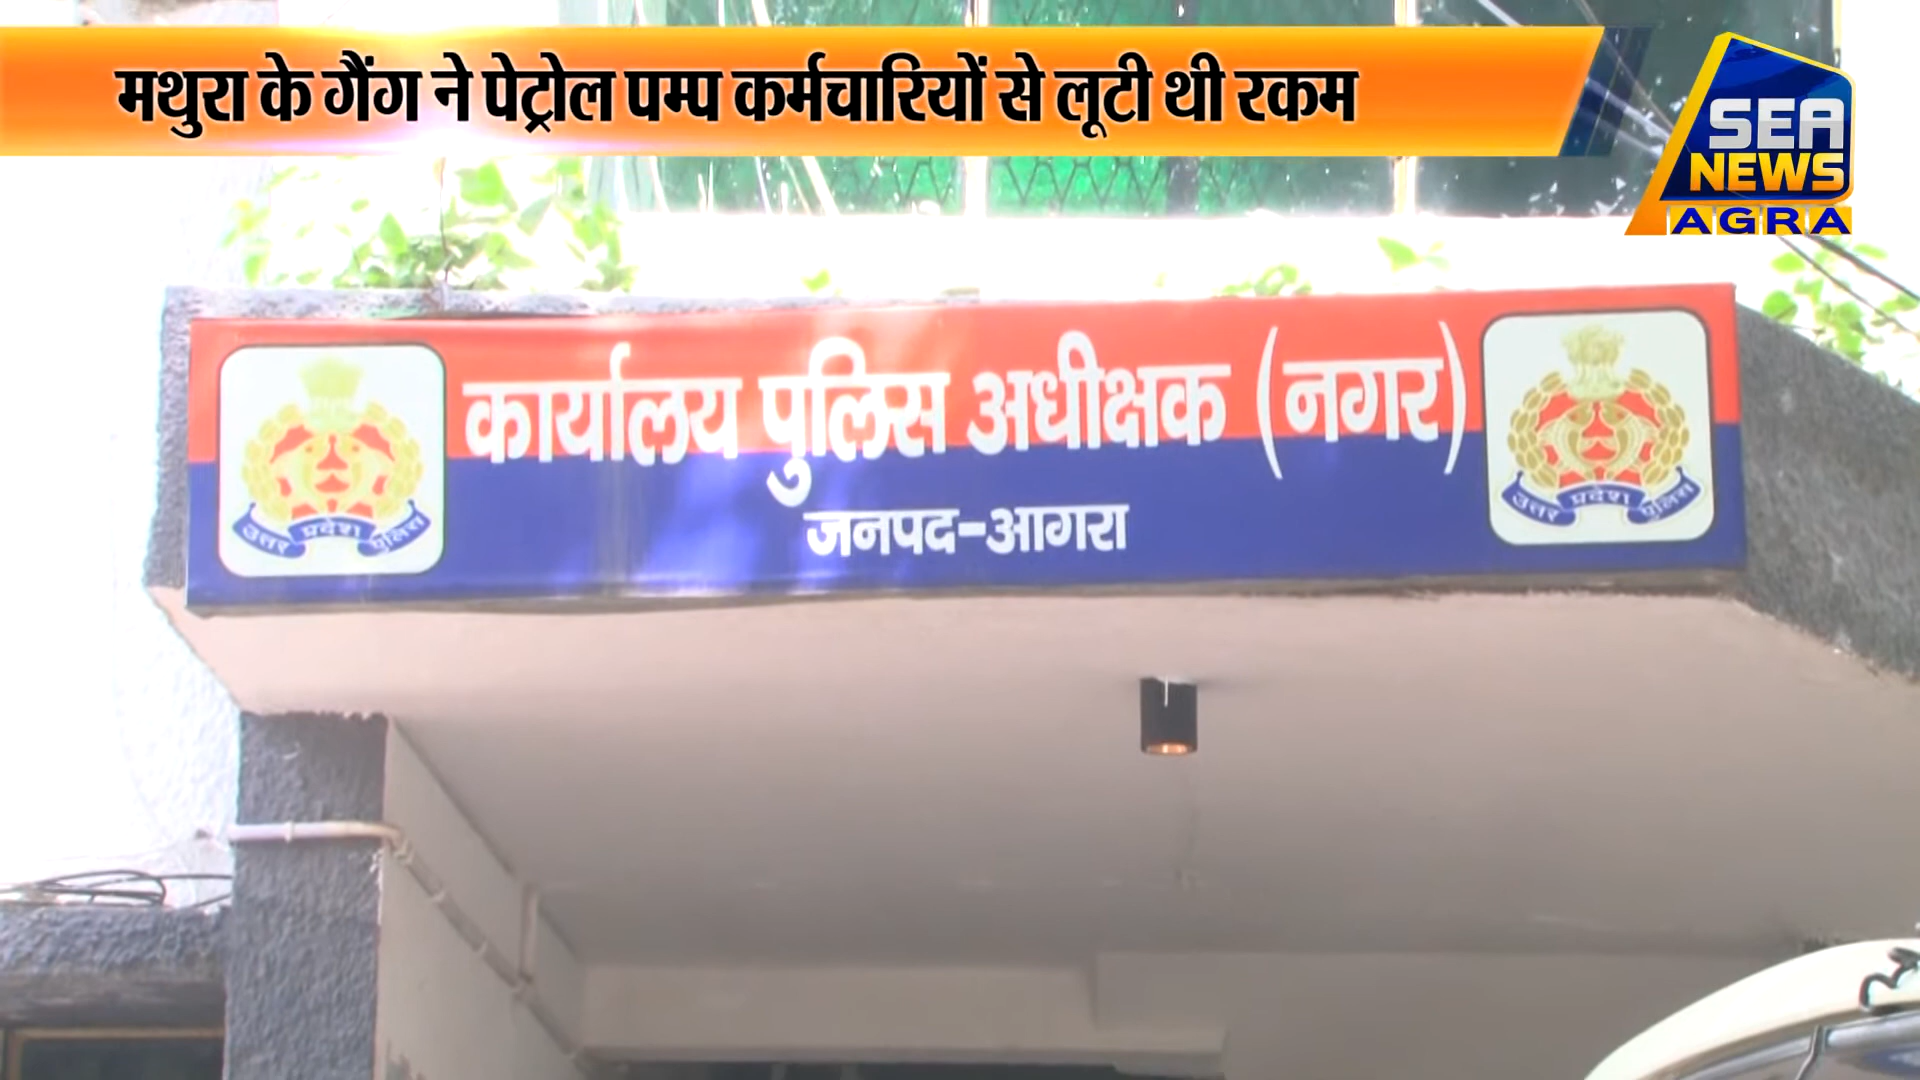 मथुरा के गैंग ने पेट्रोल पम्प कर्मचारियों से लूटी थी रकम
SEA
NEWS
AGRA
कार्यालय पुलिस अधीक्षक (नगर)
जनपद-आगरा
उत्तर प्रदेश पुलिस
उत्तर प्रदेश पुलिस